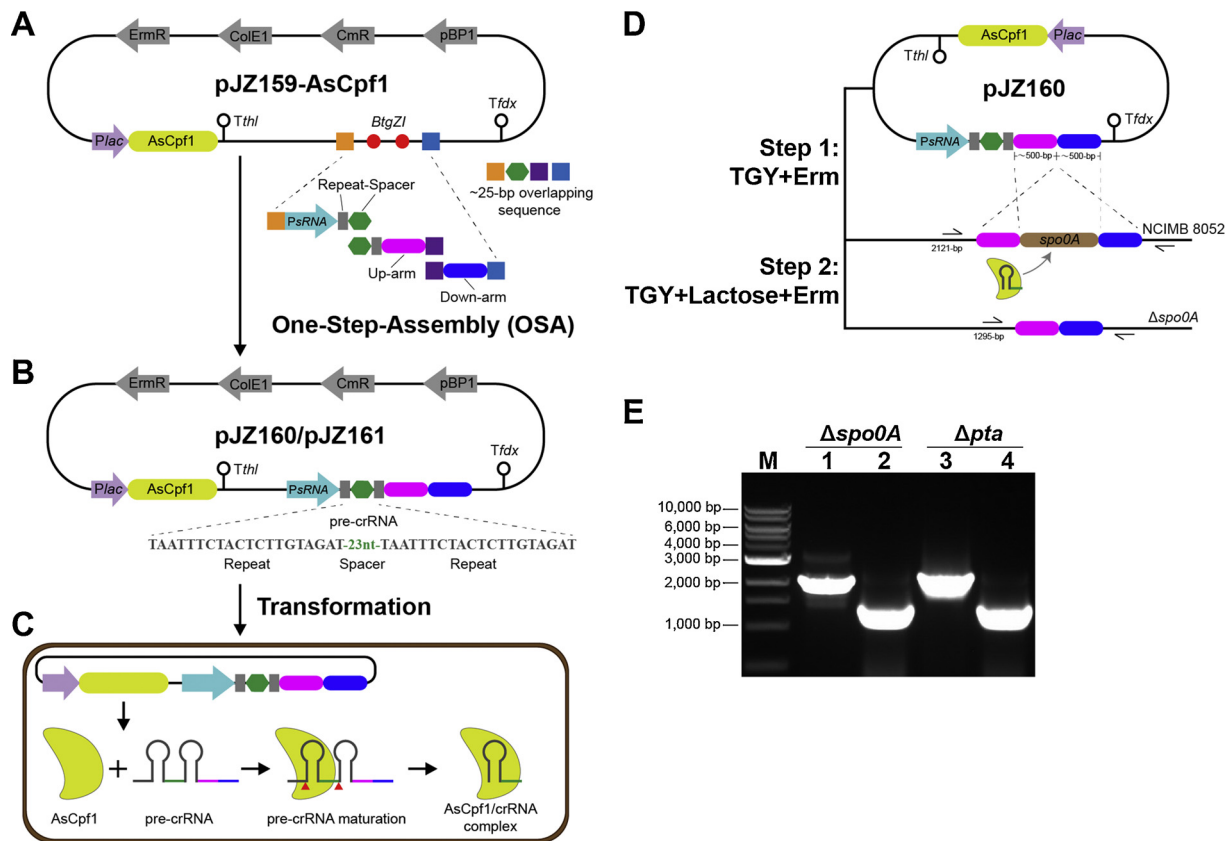 A
ErmR
ColE1
CmR
pBP1
pJZ159-AsCpf1
Plac
AsCpf1
Tthl
BtgZI
Tfdx
Repeat-Spacer
PsRNA
~25-bp overlapping
sequence
Up-arm
Down-arm
One-Step-Assembly (OSA)
B
ErmR
ColE1
CmR
pBP1
pJZ160/pJZ161
Plac
AsCpf1
Tthl
PsRNA
Tfdx
pre-crRNA
TAATTTCTACTCTTGTAGAT-23nt-TAATTTCTACTCTTGTAGAT
Repeat
Spacer
Repeat
Transformation
C
AsCpf1
+
pre-crRNA
pre-crRNA maturation
AsCpf1/crRNA
complex
D
AsCpf1
Plac
Tthl
pJZ160
PsRNA
Tfdx
~500-bp
~500-bp
Step 1:
TGY+Erm
NCIMB 8052
2121-bp
spo0A
Step 2:
TGY+Lactose+Erm
Δspo0A
1295-bp
E
Δspo0A
Δpta
M
1
2
3
4
10,000 bp
6,000 bp
4,000 bp
3,000 bp
2,000 bp
1,000 bp